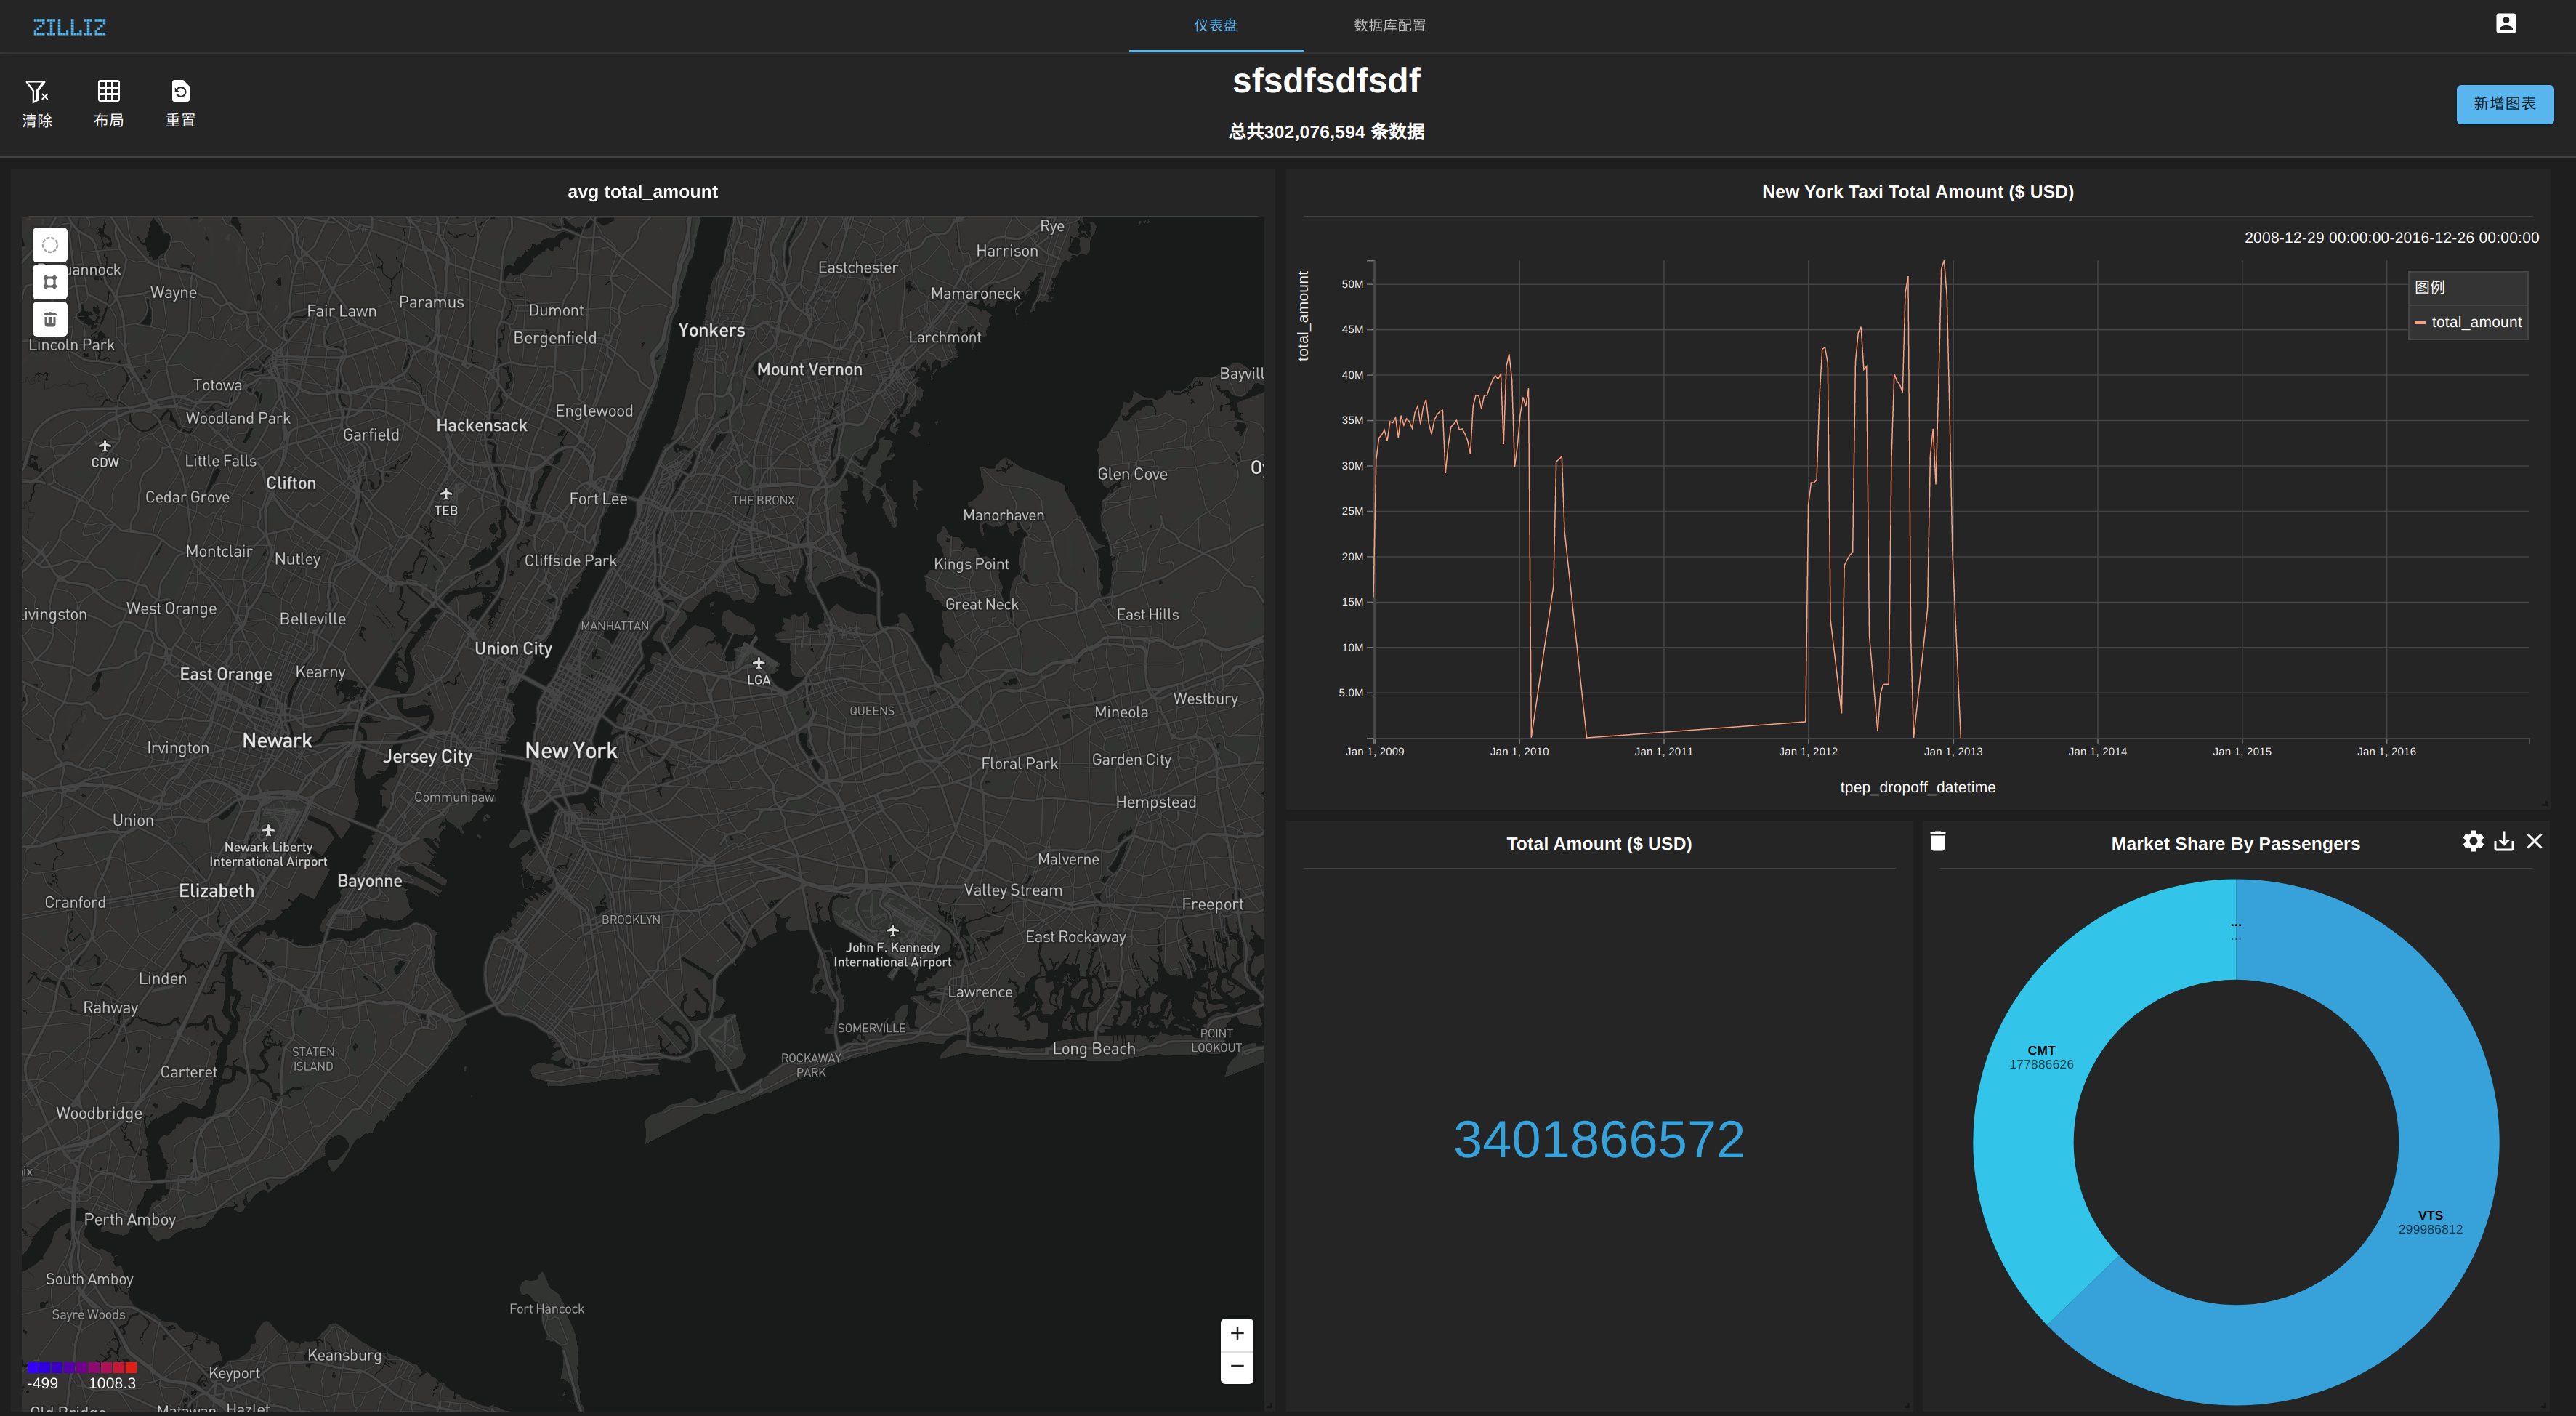 ZILLIZ
仪表盘
数据库配置
清除
布局
重置
sfsdfsdfsdf
总共302,076,594 条数据
新增图表
avg total_amount
Rye
Harrison
Eastchester
Wayne
Mamaroneck
Paramus
Fair Lawn
Dumont
Yonkers
Bergenfield
Larchmont
Lincoln Park
Mount Vernon
Totowa
Englewood
Woodland Park
Hackensack
Garfield
CDW
Little Falls
Glen Cove
Clifton
Cedar Grove
Fort Lee
THE BRONX
TEB
Manorhaven
Montclair
Nutley
Cliffside Park
Kings Point
Great Neck
West Orange
East Hills
Belleville
MANHATTAN
Union City
East Orange
Kearny
LGA
Westbury
QUEENS
Mineola
Newark
Irvington
New York
Jersey City
Garden City
Floral Park
Communipaw
Hempstead
Union
Newark Liberty
International Airport
Malverne
Bayonne
Elizabeth
Valley Stream
Cranford
Freeport
BROOKLYN
East Rockaway
John F. Kennedy
International Airport
Linden
Lawrence
Rahway
SOMERVILLE
POINT
LOOKOUT
Long Beach
STATEN
ISLAND
ROCKAWAY
PARK
Carteret
Woodbridge
Perth Amboy
South Amboy
Fort Hancock
Sayre Woods
Keansburg
Keyport
-499 1008.3
Hazlet
+
−
New York Taxi Total Amount ($ USD)
2008-12-29 00:00:00-2016-12-26 00:00:00
total_amount
图例
total_amount
50M
45M
40M
35M
30M
25M
20M
15M
10M
5.0M
Jan 1, 2009 Jan 1, 2010 Jan 1, 2011 Jan 1, 2012 Jan 1, 2013 Jan 1, 2014 Jan 1, 2015 Jan 1, 2016
tpep_dropoff_datetime
Total Amount ($ USD)
3401866572
Market Share By Passengers
...
...
CMT
177886626
VTS
299986812